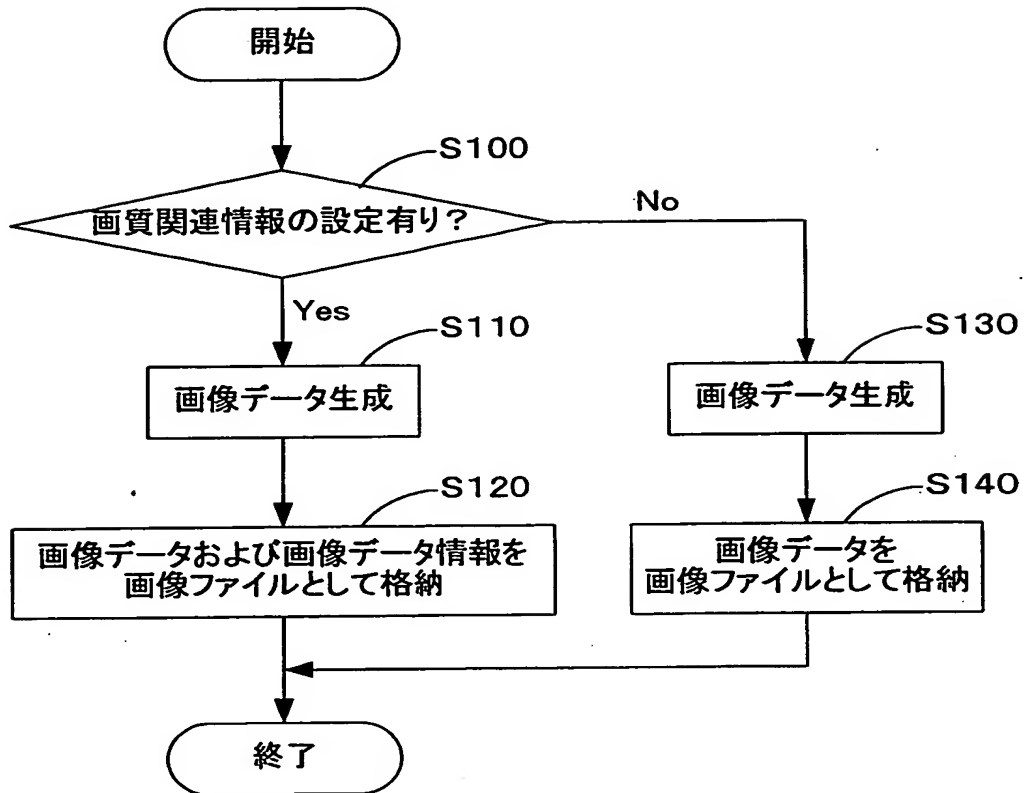 開始
S100
画質関連情報の設定有り？
No
Yes
S110
S130
画像データ生成
画像データ生成
S120
S140
画像データおよび画像データ情報を
画像ファイルとして格納
画像データを
画像ファイルとして格納
終了